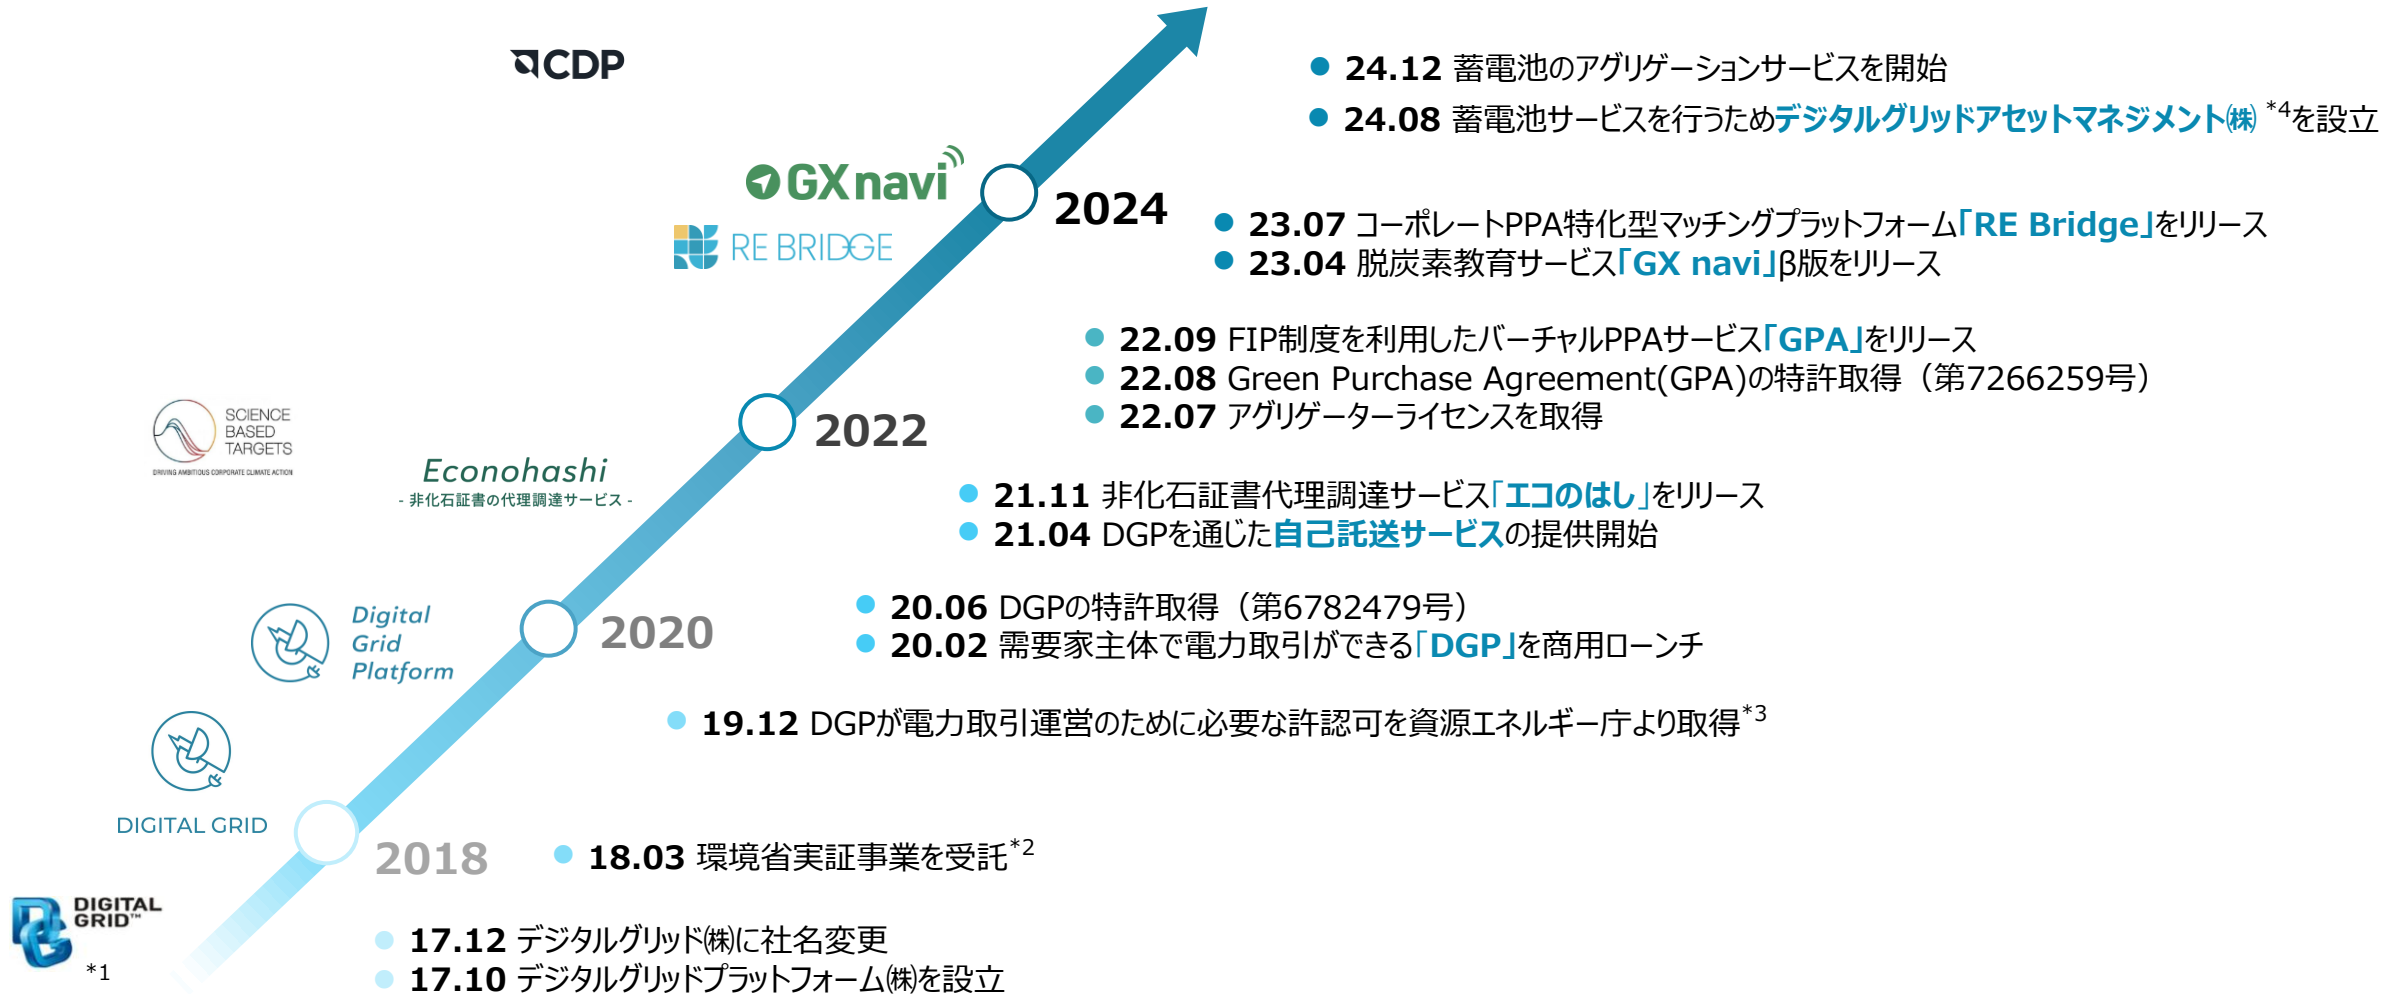 CDP
24.12 蓄電池のアグリゲーションサービスを開始
24.08 蓄電池サービスを行うためデジタルグリッドアセットマネジメント㈱ *4を設立
GX navi
RE BRIDGE
2024
23.07 コーポレートPPA特化型マッチングプラットフォーム「RE Bridge」をリリース
23.04 脱炭素教育サービス「GX navi」β版をリリース
22.09 FIP制度を利用したバーチャルPPAサービス「GPA」をリリース
22.08 Green Purchase Agreement(GPA)の特許取得（第7266259号）
22.07 アグリゲーターライセンスを取得
2022
SCIENCE
BASED
TARGETS
DRIVING AMBITIOUS CORPORATE CLIMATE ACTION
Econohashi
- 非化石証書の代理調達サービス -
21.11 非化石証書代理調達サービス「エコのはし」をリリース
21.04 DGPを通じた自己託送サービスの提供開始
20.06 DGPの特許取得（第6782479号）
20.02 需要家主体で電力取引ができる「DGP」を商用ローンチ
2020
Digital
Grid
Platform
19.12 DGPが電力取引運営のために必要な許認可を資源エネルギー庁より取得*3
DIGITAL GRID
2018
18.03 環境省実証事業を受託*2
DIGITAL
GRID™
*1
17.12 デジタルグリッド㈱に社名変更
17.10 デジタルグリッドプラットフォーム㈱を設立